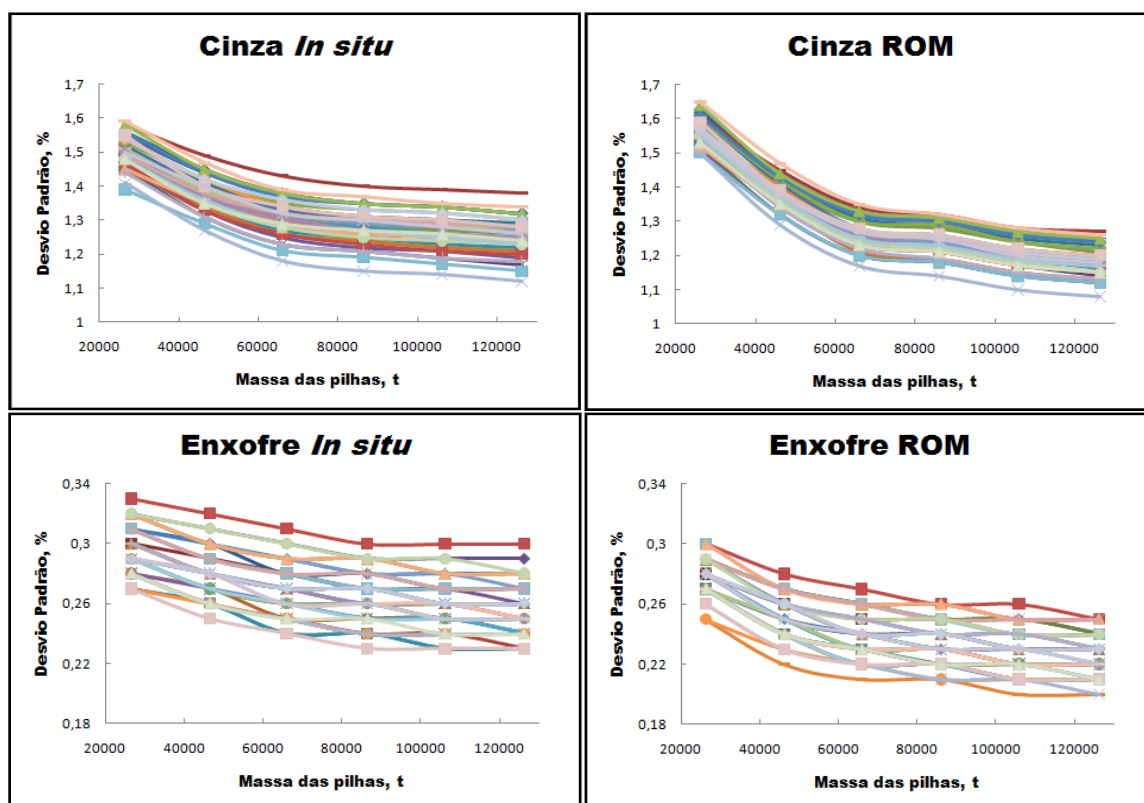 Cinza In situ
Desvio Padrão, %
1,7
1,6
1,5
1,4
1,3
1,2
1,1
1
20000 40000 60000 80000 100000 120000
Massa das pilhas, t
Cinza ROM
Desvio Padrão, %
1,7
1,6
1,5
1,4
1,3
1,2
1,1
1
20000 40000 60000 80000 100000 120000
Massa das pilhas, t
Enxofre In situ
Desvio Padrão, %
0,34
0,3
0,26
0,22
0,18
20000 40000 60000 80000 100000 120000
Massa das pilhas, t
Enxofre ROM
Desvio Padrão, %
0,34
0,3
0,26
0,22
0,18
20000 40000 60000 80000 100000 120000
Massa das pilhas, t